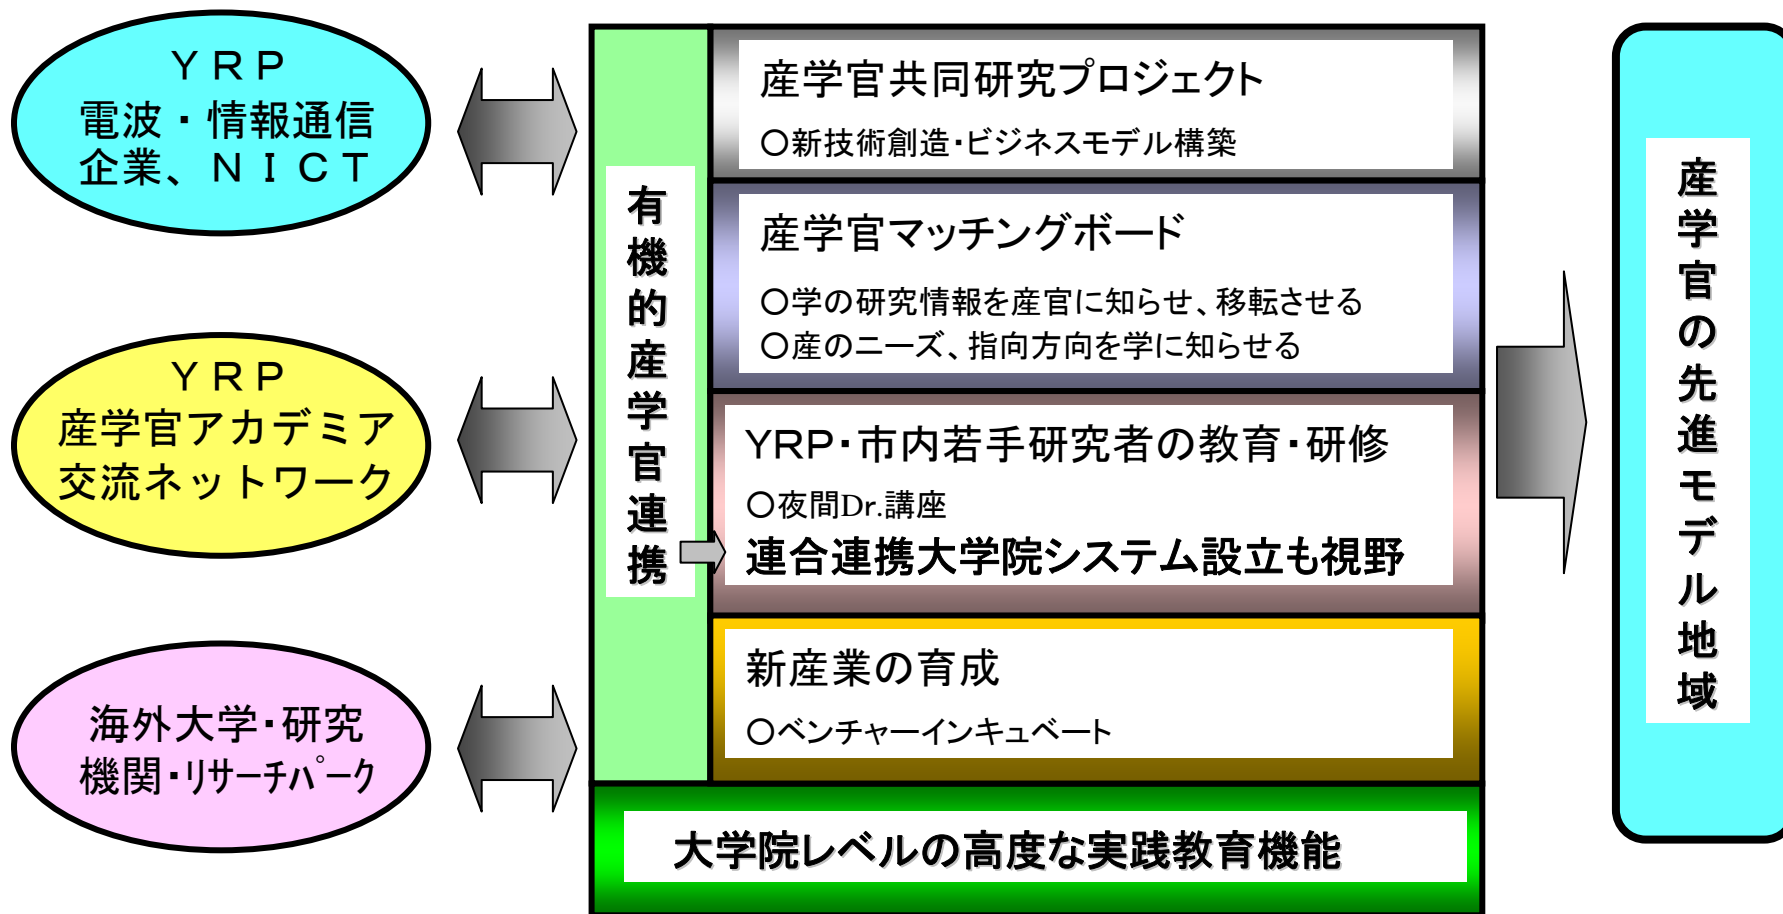 ＹＲＰ
電波・情報通信
企業、ＮＩＣＴ
ＹＲＰ
産学官アカデミア
交流ネットワーク
海外大学・研究
機関・ﾘｻｰﾁﾊﾟｰｸ
有機的産学官連携
産学官共同研究プロジェクト
○新技術創造・ビジネスモデル構築
産学官マッチングボード
○学の研究情報を産官に知らせ、移転させる
○産のニーズ、指向方向を学に知らせる
YRP・市内若手研究者の教育・研修
○夜間Dr.講座
連合連携大学院システム設立も視野
新産業の育成
○ベンチャーインキュベート
大学院レベルの高度な実践教育機能
産学官の先進モデル地域